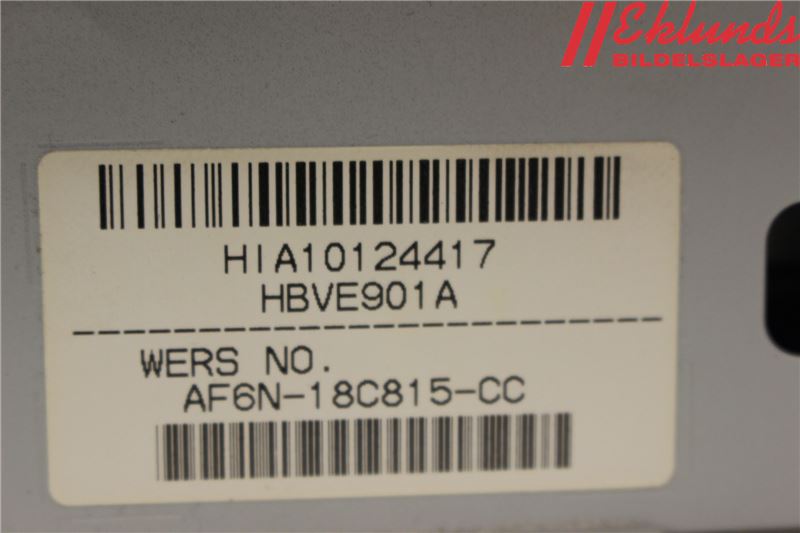 Eklunds
BILDELSLAGER
HIA10124417
HBVE901A
WERS NO.
AF6N-18C815-CC